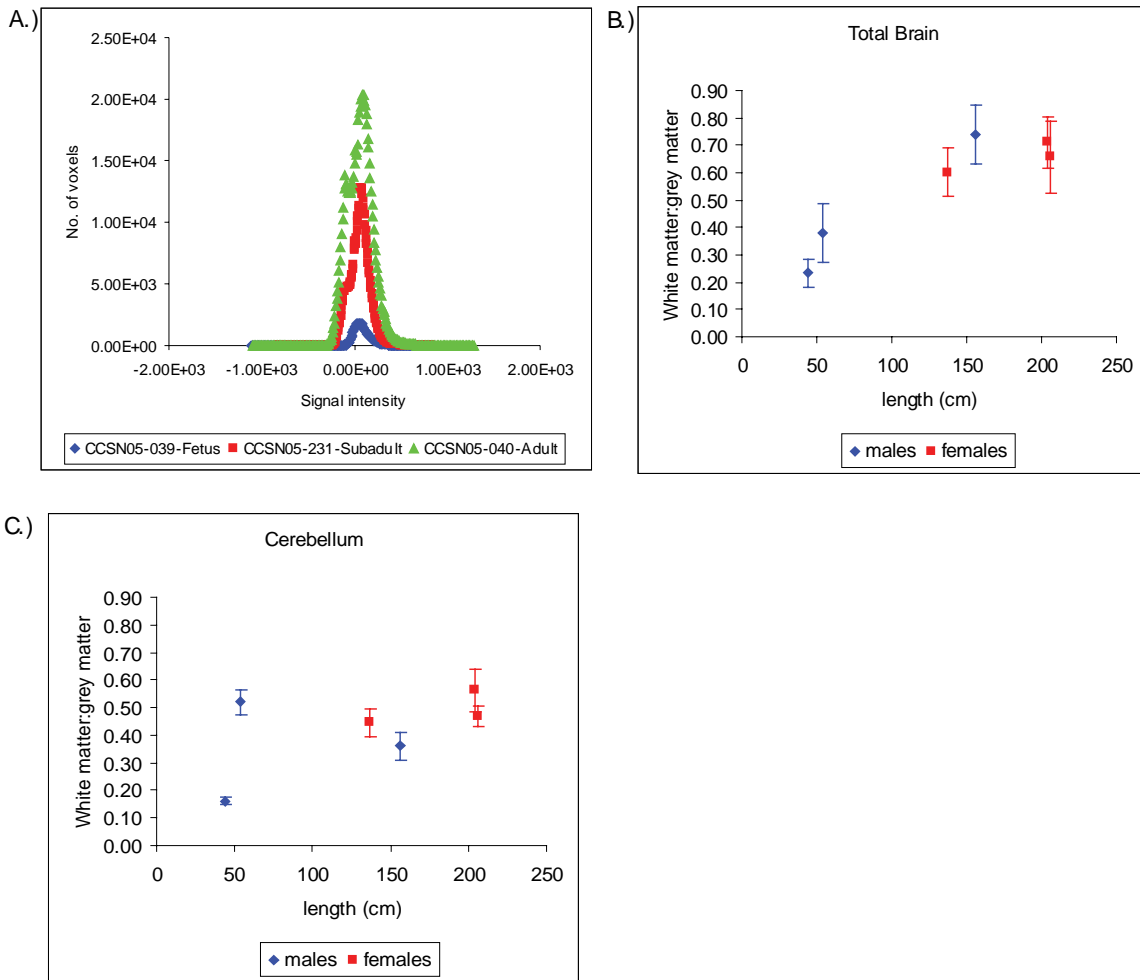 A.)
2.50E+04
2.00E+04
1.50E+04
1.00E+04
5.00E+03
0.00E+00
No. of voxels
-2.00E+03 -1.00E+03 0.00E+00 1.00E+03 2.00E+03
Signal intensity
CCSN05-039-Fetus CCSN05-231-Subadult CCSN05-040-Adult
B.)
Total Brain
0.90
0.80
0.70
0.60
0.50
0.40
0.30
0.20
0.10
0.00
White matter:grey matter
0 50 100 150 200 250
length (cm)
males females
C.)
Cerebellum
0.90
0.80
0.70
0.60
0.50
0.40
0.30
0.20
0.10
0.00
White matter:grey matter
0 50 100 150 200 250
length (cm)
males females